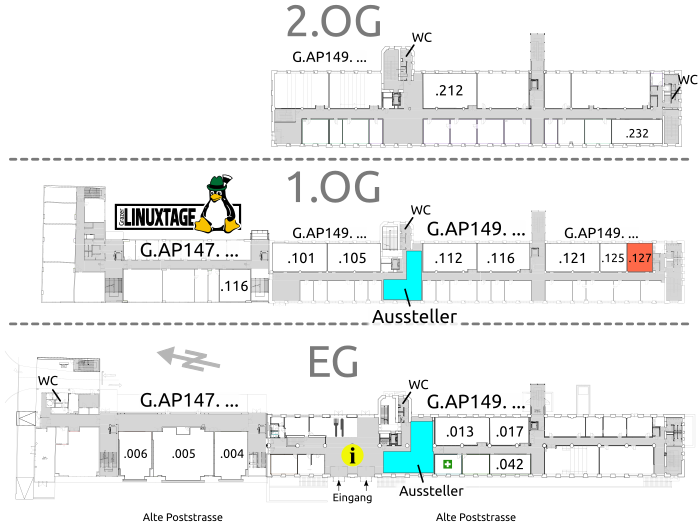 2.OG
WC
G.AP149. ...
WC
.212
.232
1.OG
Grazer
LINUXTAGE
WC
G.AP149. ...
G.AP149. ...
G.AP149. ...
G.AP147. ...
.101
.105
.112
.116
.121
.125
.127
.116
Aussteller
EG
WC
WC
G.AP147. ...
G.AP149. ...
.013
.017
.006
.005
.004
i
.042
Eingang
Aussteller
Alte Poststrasse
Alte Poststrasse